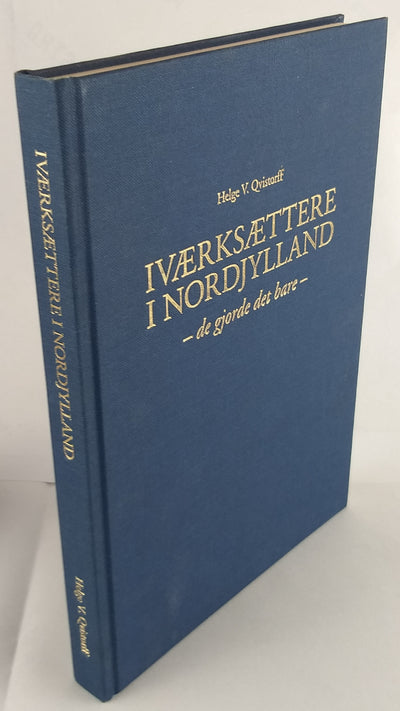 Helge V. Qvistorff
IVÆRKSÆTTERE
I NORDJYLLAND
– de gjorde det bare –
IVÆRKSÆTTERE I NORDJYLLAND
Helge V. Qvistorff